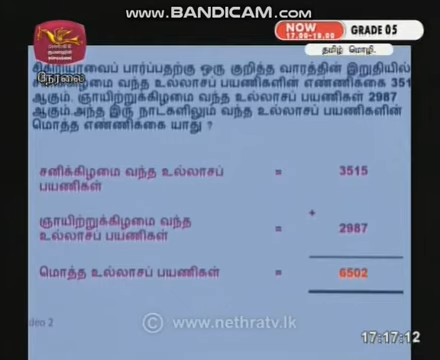 www.BANDICAM.com
NOW
17.00-18.00
GRADE 05
தமிழ் மொழி.
நேரலை
சிகிரியாவைப் பார்ப்பதற்கு ஒரு குறித்த வாரத்தின் இறுதியில்
வந்த உல்லாசப் பயணிகளின் எண்ணிக்கை 351
ஆகும். ஞாயிற்றுக்கிழமை வந்த உல்லாசப் பயணிகள் 2987
ஆகும்.அந்த இரு நாட்களிலும் வந்த உல்லாசப் பயணிகளின்
மொத்த எண்ணிக்கை யாது ?
சனிக்கிழமை வந்த உல்லாசப் = 3515
பயணிகள்
+
ஞாயிற்றுக்கிழமை வந்த = 2987
உல்லாசப் பயணிகள்
மொத்த உல்லாசப் பயணிகள் = 6502
deo 2
© www.nethratv.lk
17:17:12